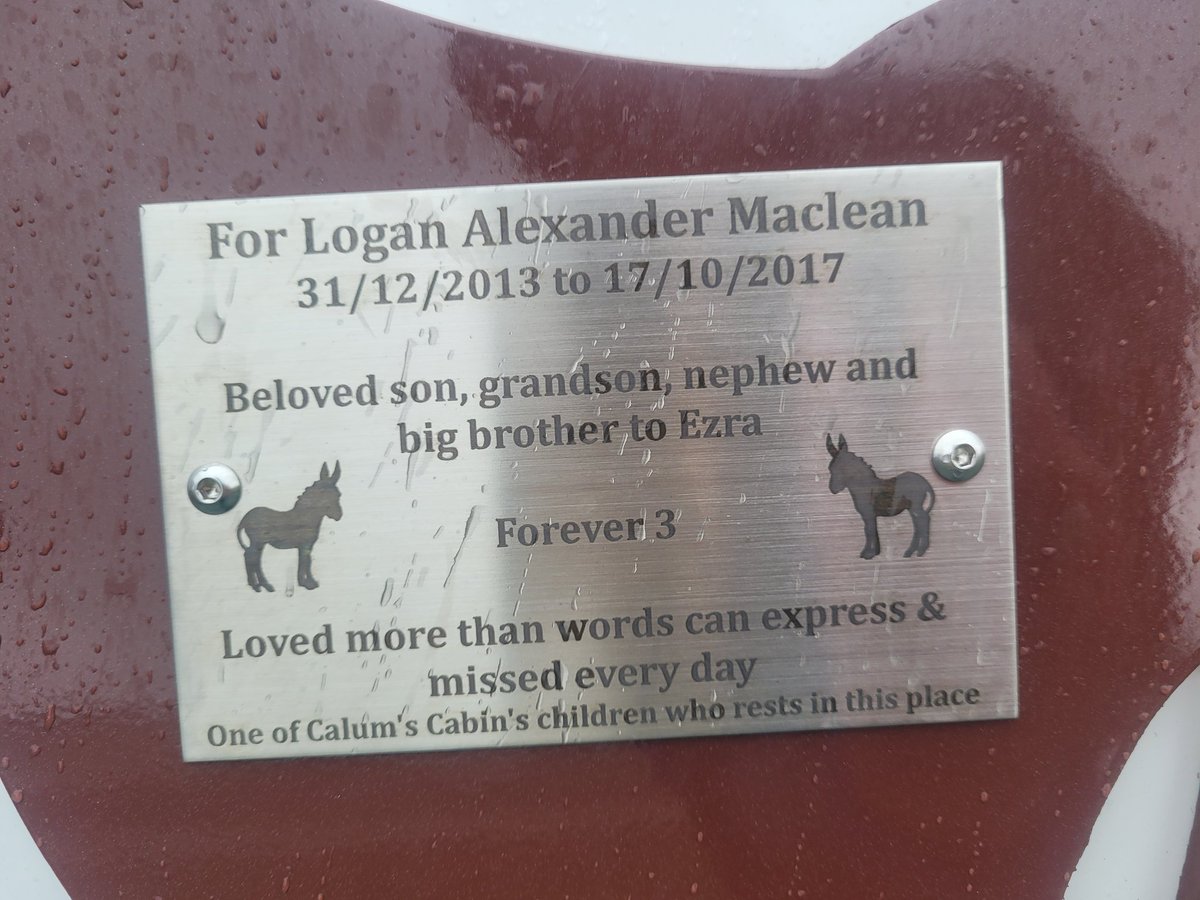 For Logan Alexander Maclean
31/12/2013 to 17/10/2017
Beloved son, grandson, nephew and
big brother to Ezra
Forever 3
Loved more than words can express &
missed every day
One of Calum's Cabin's children who rests in this place